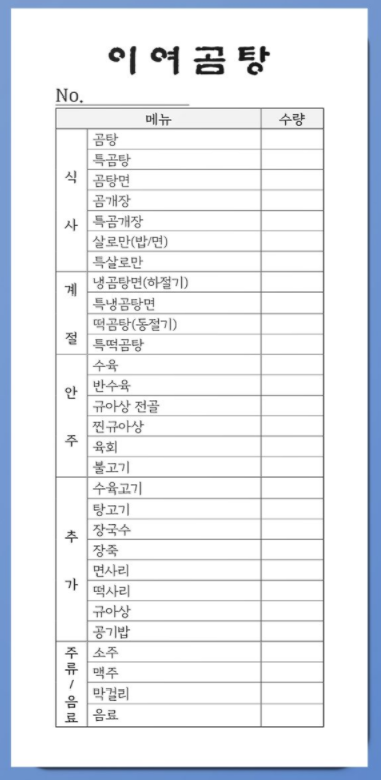 이여곰탕
No.
메뉴 수량
식사
곰탕
특곰탕
곰탕면
곰개장
특곰개장
살로만(밥/면)
특살로만
계절
냉곰탕면(하절기)
특냉곰탕면
떡곰탕(동절기)
특떡곰탕
안주
수육
반수육
규아상 전골
찐규아상
육회
불고기
추가
수육고기
탕고기
장국수
장죽
면사리
떡사리
규아상
공기밥
주류/음료
소주
맥주
막걸리
음료